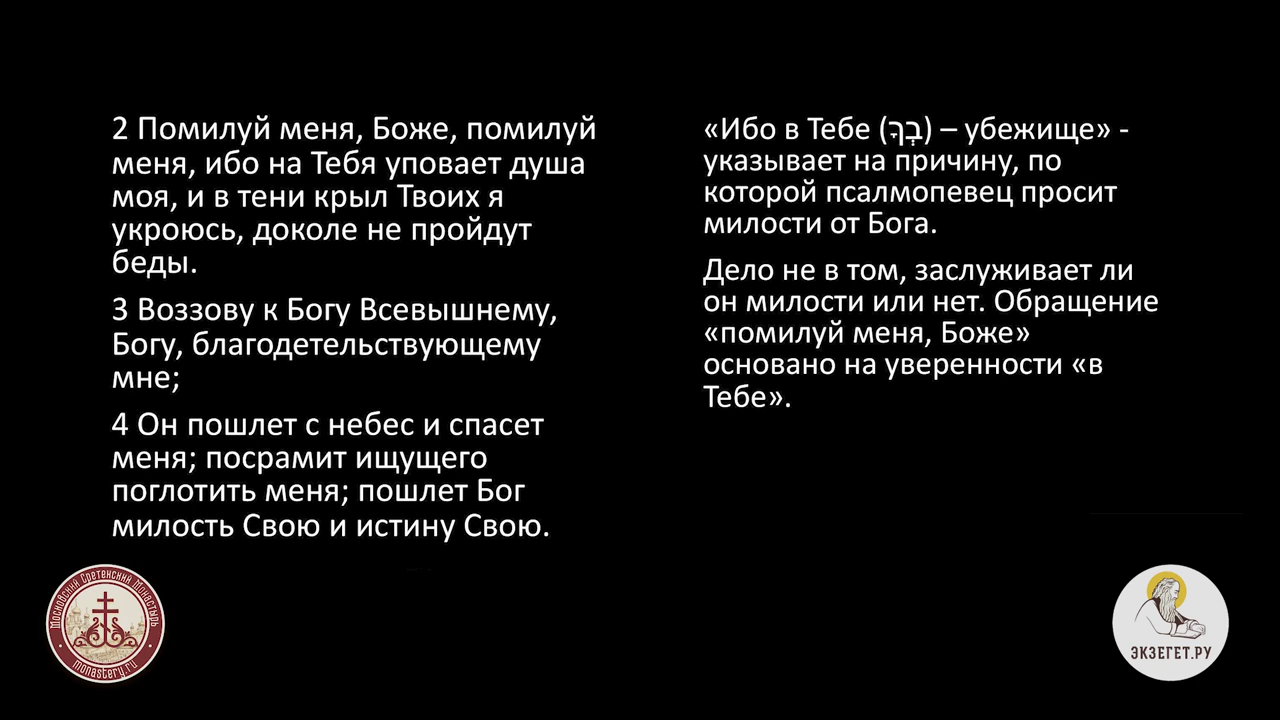 2 Помилуй меня, Боже, помилуй
меня, ибо на Тебя уповает душа
моя, и в тени крыл Твоих я
укроюсь, доколе не пройдут
беды.
3 Воззову к Богу Всевышнему,
Богу, благодетельствующему
мне;
4 Он пошлет с небес и спасет
меня; посрамит ищущего
поглотить меня; пошлет Бог
милость Свою и истину Свою.
«Ибо в Тебе (בְךָ) – убежище» -
указывает на причину, по
которой псалмопевец просит
милости от Бога.
Дело не в том, заслуживает ли
он милости или нет. Обращение
«помилуй меня, Боже»
основано на уверенности «в
Тебе».
Московский Сретенский Монастырь
monastery.ru
ЭКЗЕГЕТ.РУ